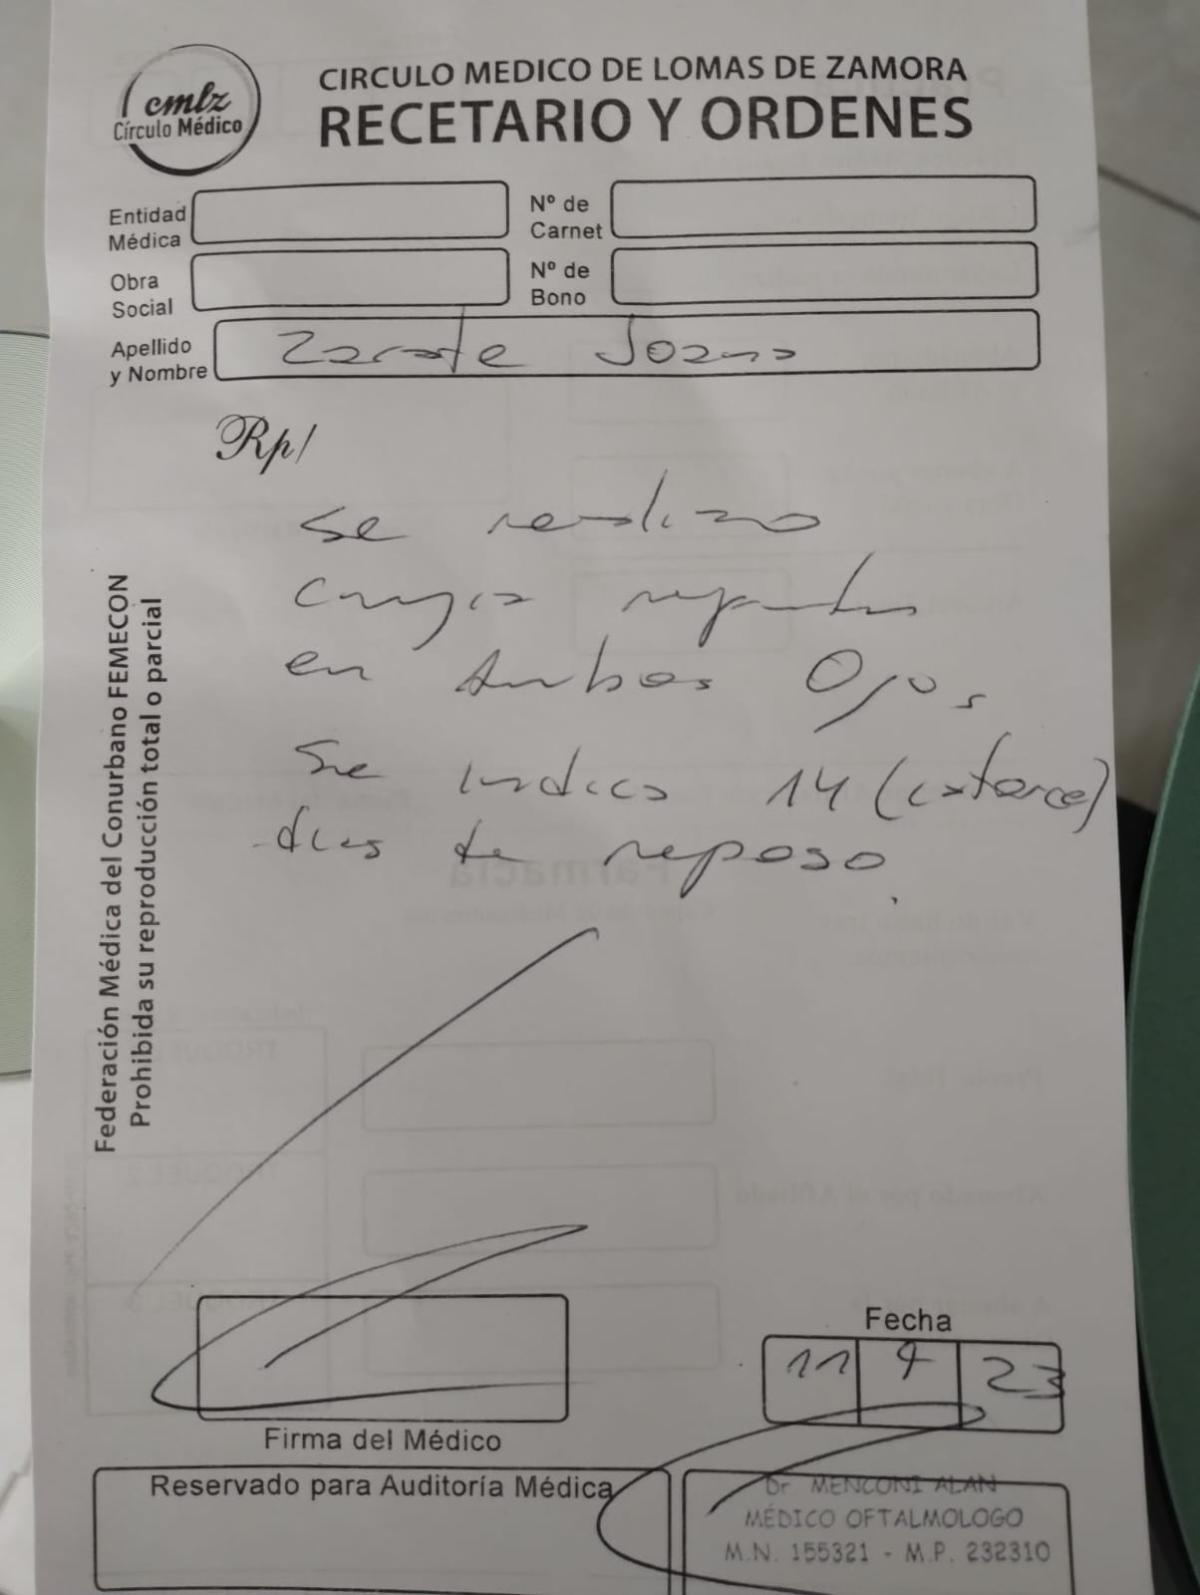 cmlz
Círculo Médico
CIRCULO MEDICO DE LOMAS DE ZAMORA
RECETARIO Y ORDENES
Entidad Médica
Nº de Carnet
Obra Social
Nº de Bono
Apellido y Nombre
Zarate Joana
Rp/
Se realizo
cirugia
en Ambos Ojos
Se indica 14 (catorce)
dias de reposo.
Federación Médica del Conurbano FEMECON
Prohibida su reproducción total o parcial
Fecha
11 23
Firma del Médico
Reservado para Auditoría Médica
Dr MENCONI ALAN
MÉDICO OFTALMOLOGO
M.N. 155321 - M.P. 232310